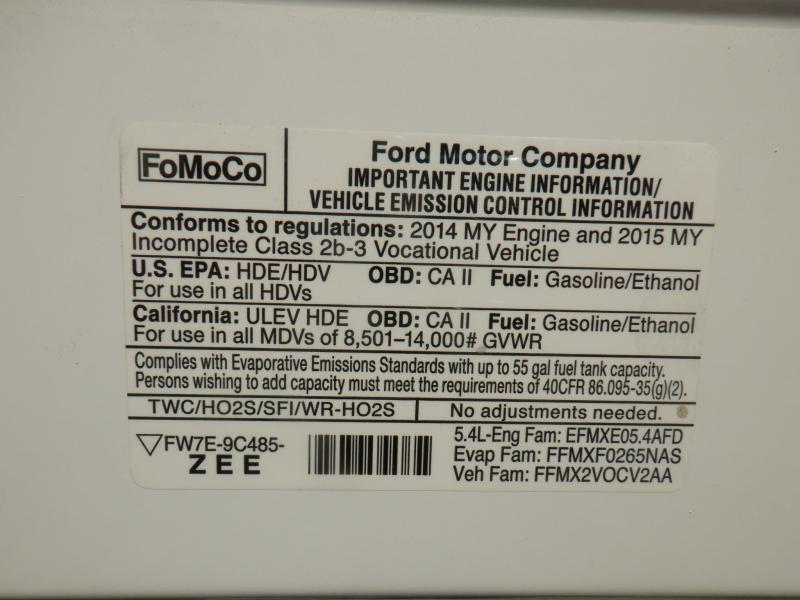 FoMoCo
Ford Motor Company
IMPORTANT ENGINE INFORMATION/
VEHICLE EMISSION CONTROL INFORMATION
Conforms to regulations: 2014 MY Engine and 2015 MY
Incomplete Class 2b-3 Vocational Vehicle
U.S. EPA: HDE/HDV OBD: CA II Fuel: Gasoline/Ethanol
For use in all HDVs
California: ULEV HDE OBD: CA II Fuel: Gasoline/Ethanol
For use in all MDVs of 8,501–14,000# GVWR
Complies with Evaporative Emissions Standards with up to 55 gal fuel tank capacity.
Persons wishing to add capacity must meet the requirements of 40CFR 86.095-35(g)(2).
TWC/HO2S/SFI/WR-HO2S No adjustments needed.
FW7E-9C485-
ZEE
5.4L-Eng Fam: EFMXE05.4AFD
Evap Fam: FFMXF0265NAS
Veh Fam: FFMX2VOCV2AA